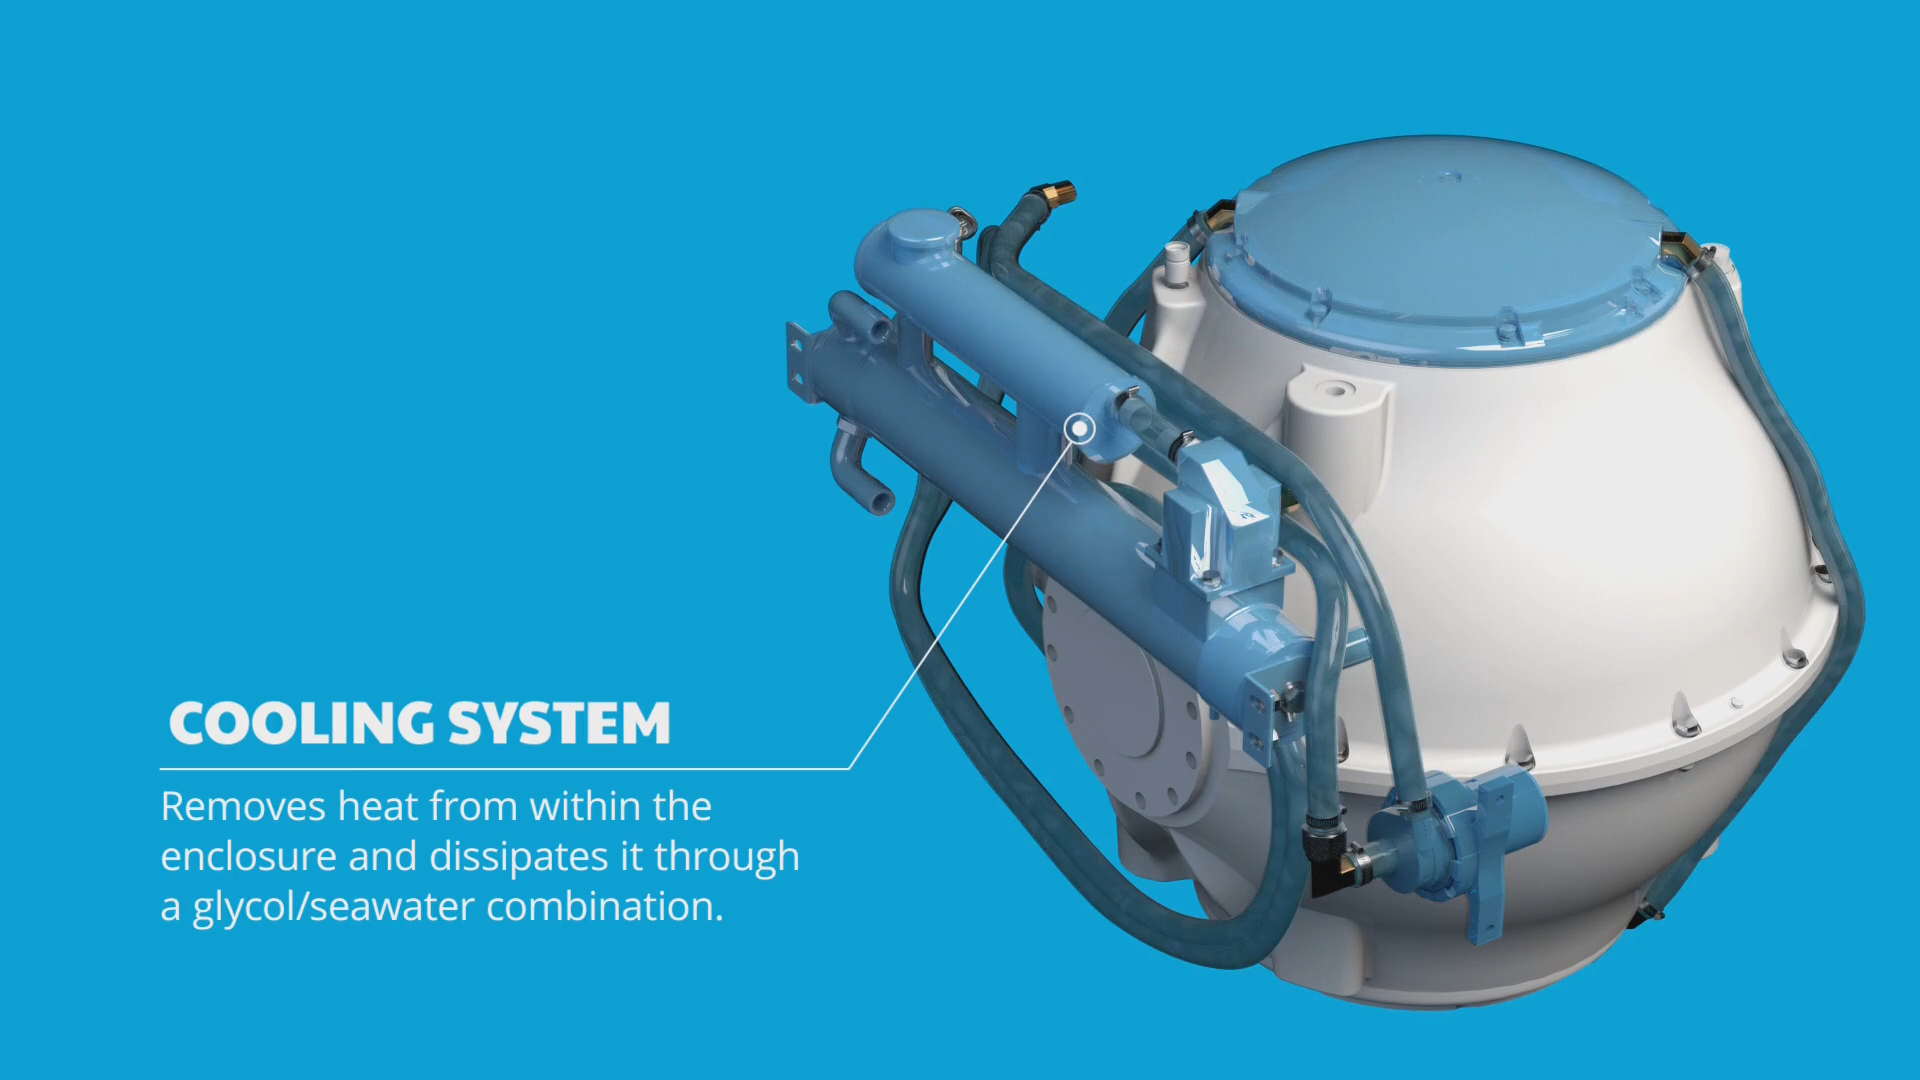 COOLING SYSTEM
Removes heat from within the
enclosure and dissipates it through
a glycol/seawater combination.